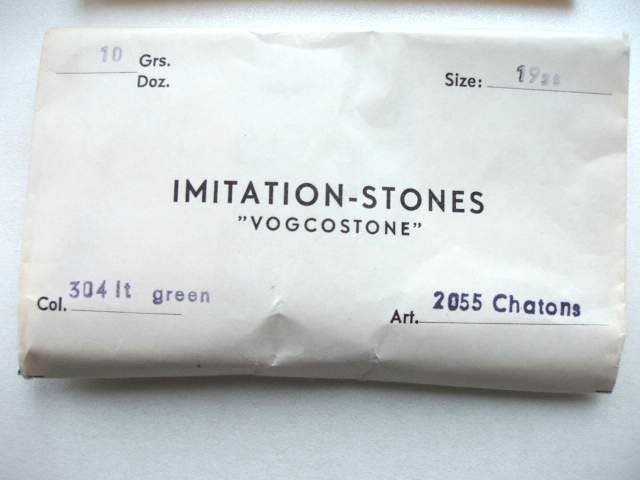 10 Grs.
Doz.
Size: 19ss
IMITATION-STONES
"VOGCOSTONE"
Col. 304 lt green
Art. 2055 Chatons